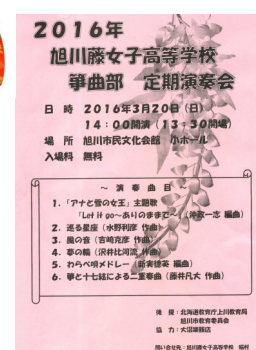 2016年
旭川藤女子高等学校
箏曲部 定期演奏会
日 時 2016年3月20日(日)
14:00開演(13:30開場)
場 所 旭川市民文化会館 小ホール
入場料 無料
~ 演 奏 曲 目 ~
1.「アナと雪の女王」主題歌
「Let it go~ありのままで~」(沖政一志 編曲)
2.巡る星座(水野利彦 作曲)
3.風の音(吉崎克彦 作曲)
4.夢の輪(沢井比河流 作曲)
5.わらべ唄メドレー(新実徳英 編曲)
6.箏と十七絃による二重奏曲(藤井凡大 作曲)
後 援:北海道教育庁上川教育局
旭川市教育委員会
協 力:大沼楽器店
問い合せ先:旭川藤女子高等学校 稲村